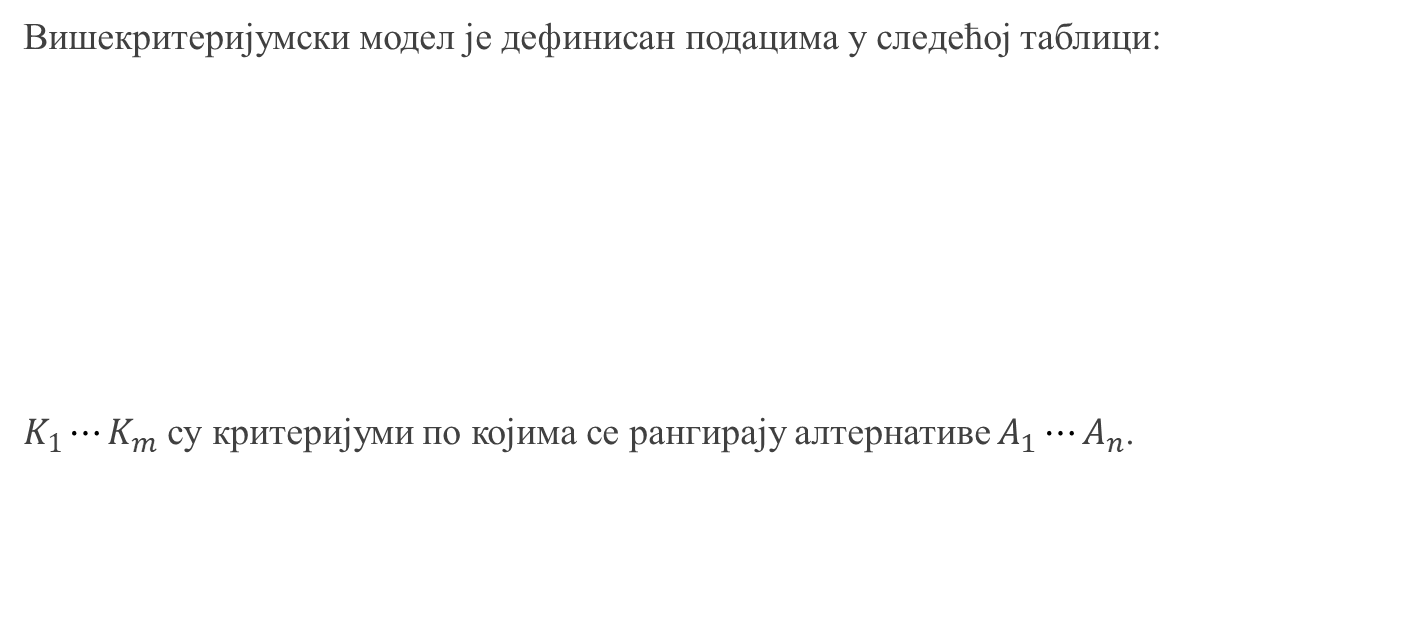 Вишекритеријумски модел је дефинисан подацима у следећој таблици:
K₁ ⋯ Kₘ су критеријуми по којима се рангирају алтернативе A₁ ⋯ Aₙ.